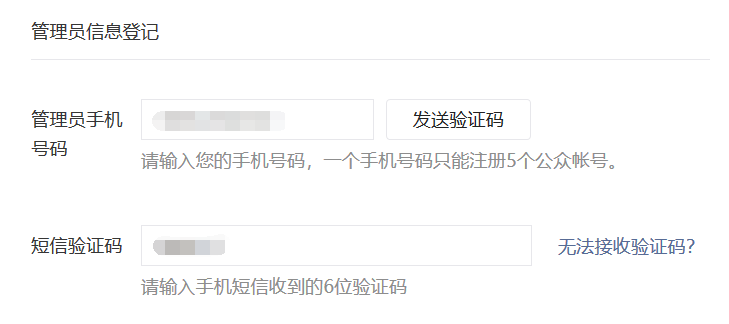 管理员信息登记
管理员手机号码
发送验证码
请输入您的手机号码，一个手机号码只能注册5个公众帐号。
短信验证码
无法接收验证码？
请输入手机短信收到的6位验证码